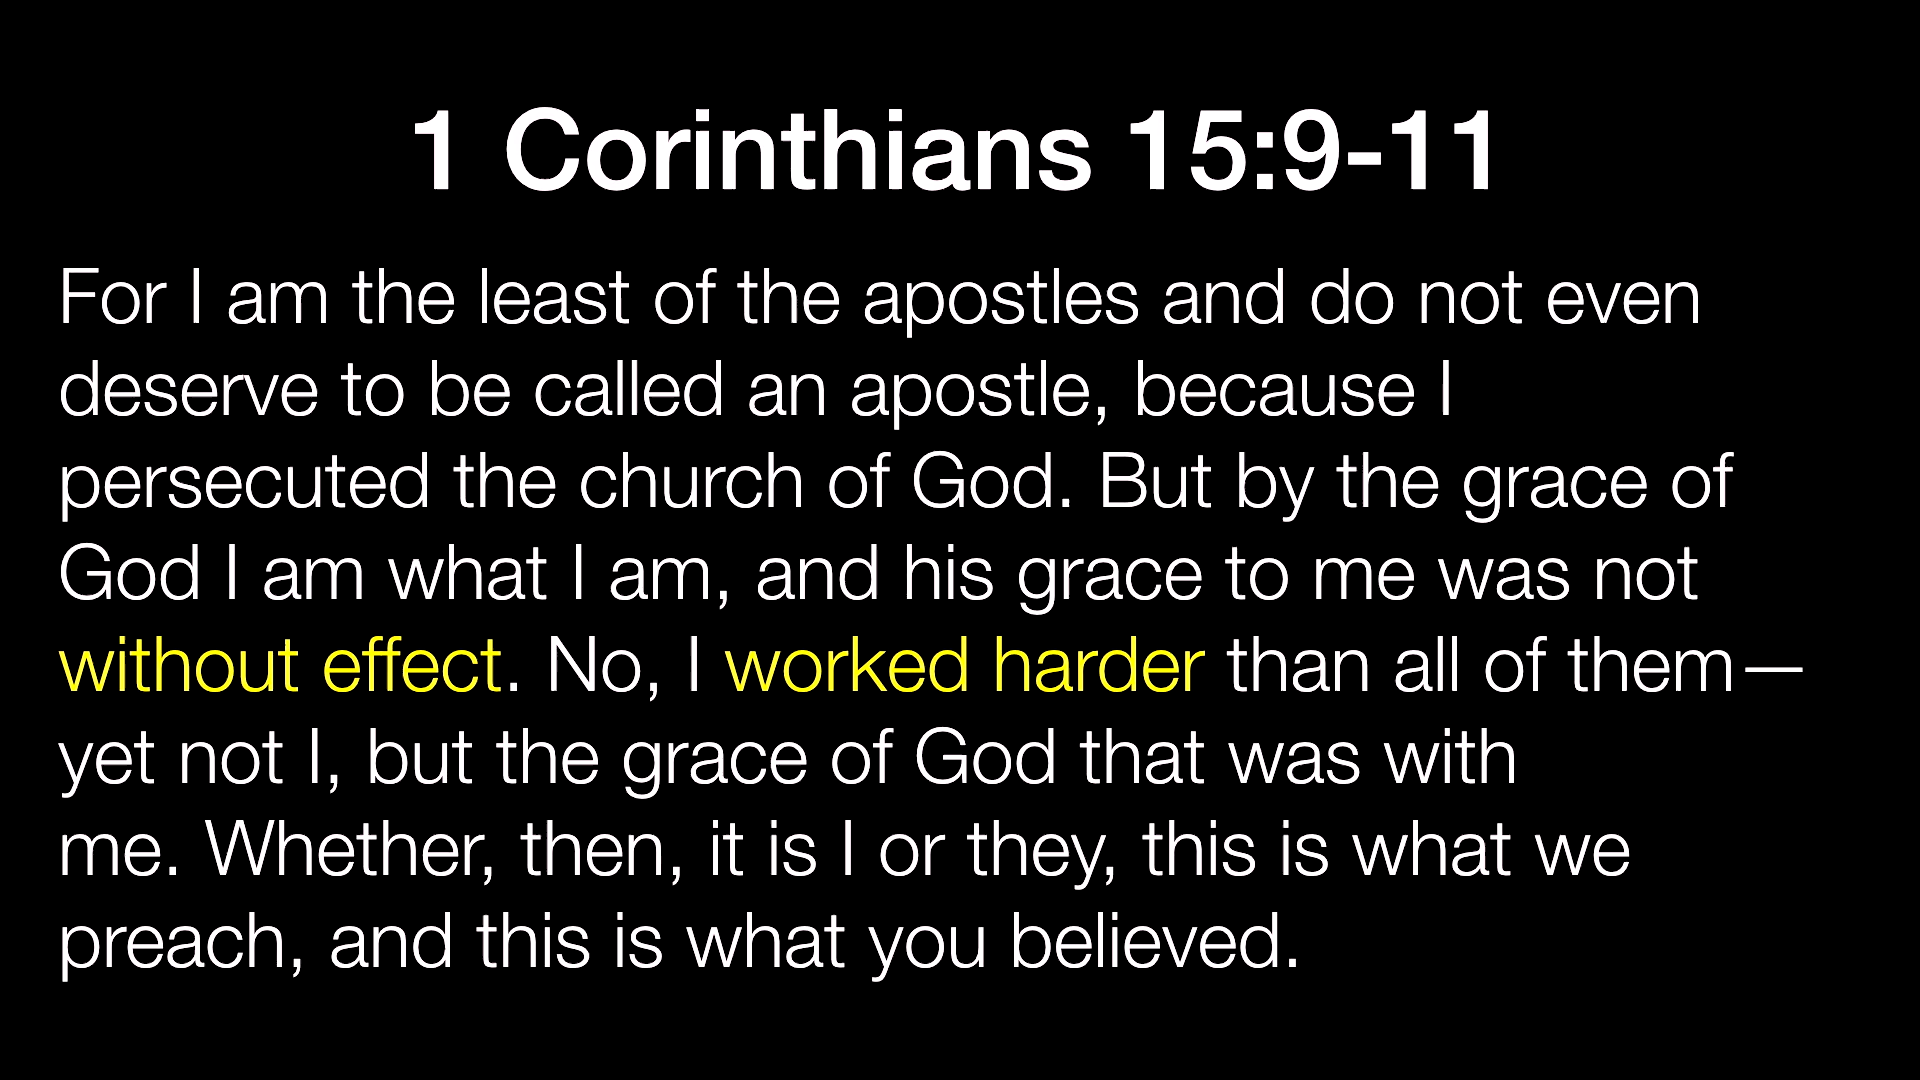 1 Corinthians 15:9-11
For I am the least of the apostles and do not even
deserve to be called an apostle, because I
persecuted the church of God. But by the grace of
God I am what I am, and his grace to me was not
without effect. No, I worked harder than all of them—
yet not I, but the grace of God that was with
me. Whether, then, it is I or they, this is what we
preach, and this is what you believed.